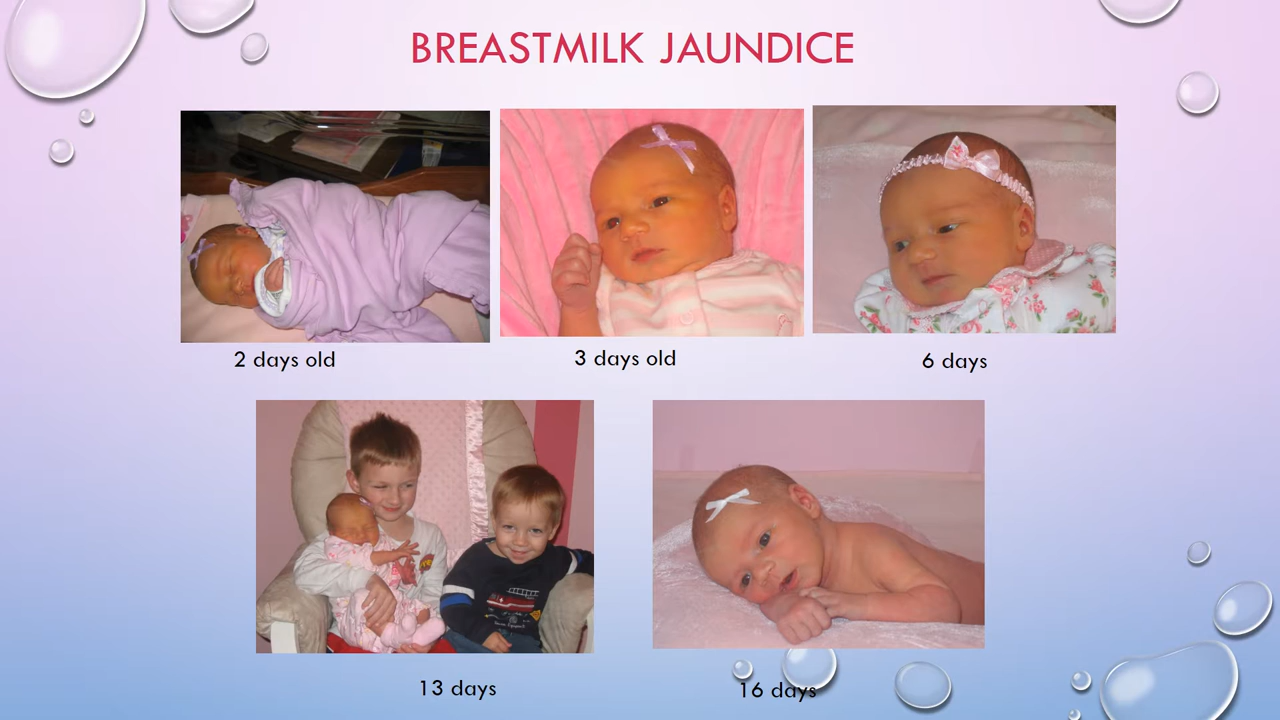 BREASTMILK JAUNDICE
2 days old
3 days old
6 days
13 days
16 days